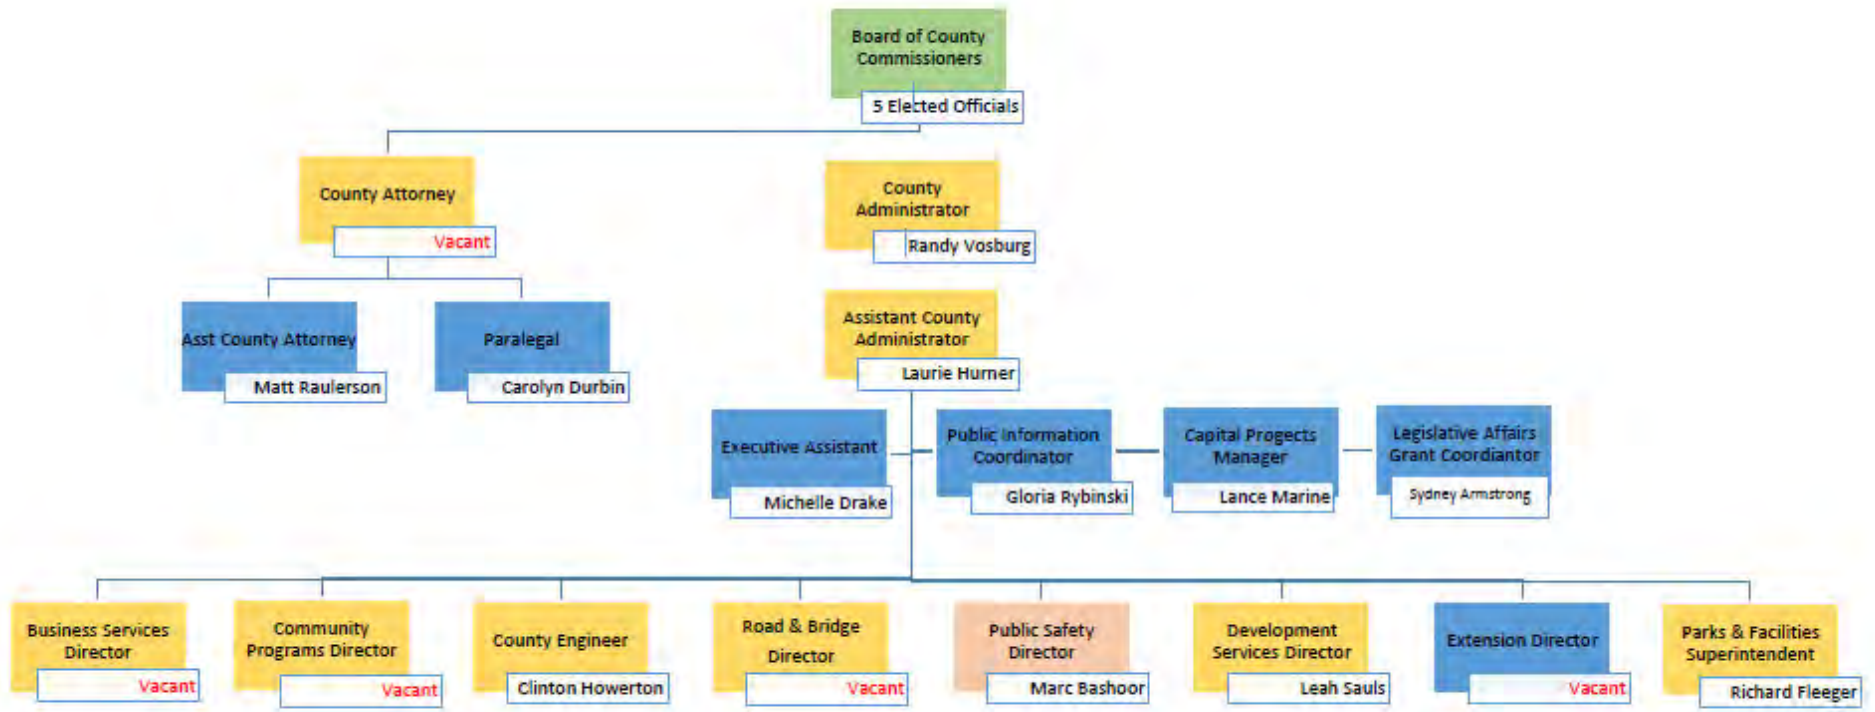 Board of County
Commissioners
5 Elected Officials
County Attorney
Vacant
County
Administrator
Randy Vosburg
Asst County Attorney
Matt Raulerson
Paralegal
Carolyn Durbin
Assistant County
Administrator
Laurie Hurner
Executive Assistant
Michelle Drake
Public Information
Coordinator
Gloria Rybinski
Capital Progects
Manager
Lance Marine
Legislative Affairs
Grant Coordiantor
Sydney Armstrong
Business Services
Director
Vacant
Community
Programs Director
Vacant
County Engineer
Clinton Howerton
Road & Bridge
Director
Vacant
Public Safety
Director
Marc Bashoor
Development
Services Director
Leah Sauls
Extension Director
Vacant
Parks & Facilities
Superintendent
Richard Fleeger